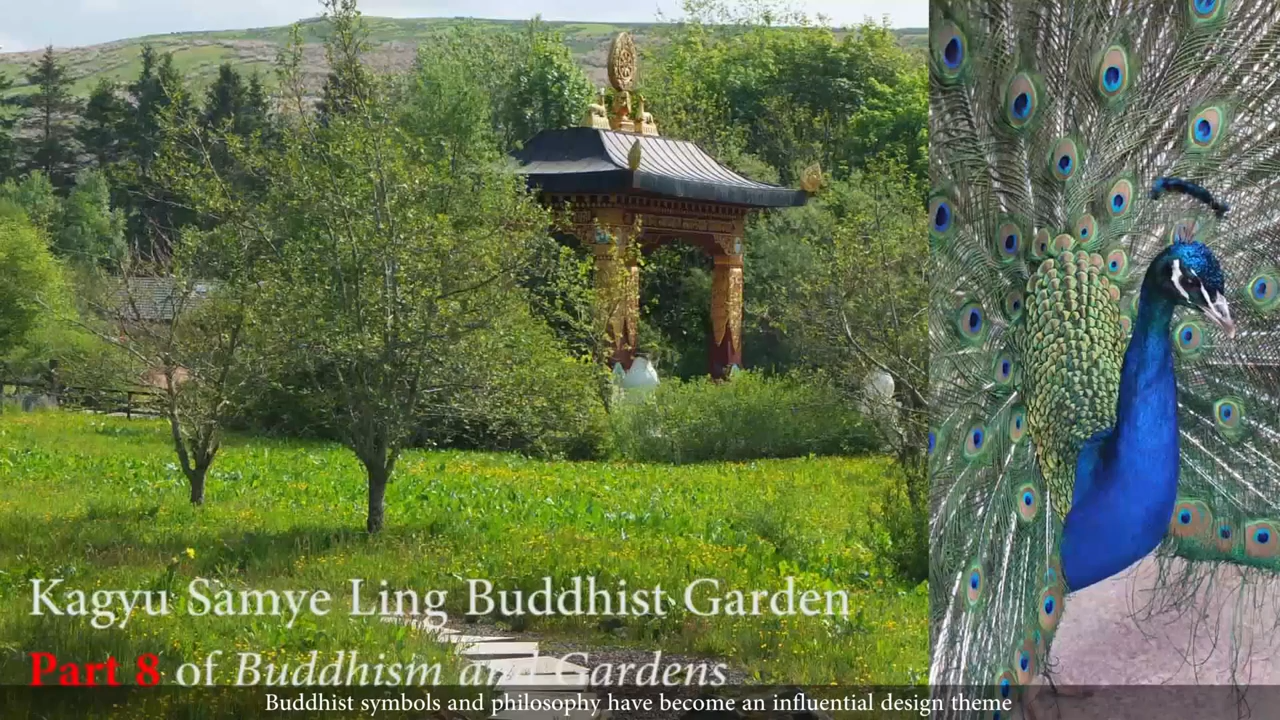 Kagyu Samye Ling Buddhist Garden
Part 8 of Buddhism and Gardens
Buddhist symbols and philosophy have become an influential design theme